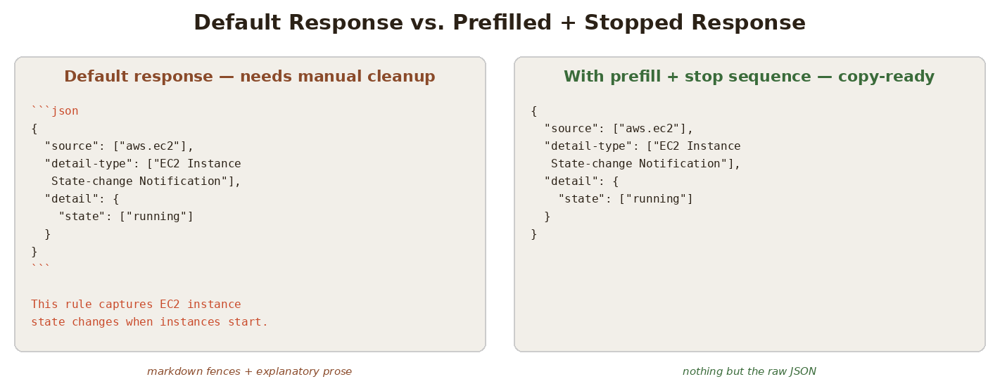 Default Response vs. Prefilled + Stopped Response
Default response — needs manual cleanup
```json
{
  "source": ["aws.ec2"],
  "detail-type": ["EC2 Instance
   State-change Notification"],
  "detail": {
    "state": ["running"]
  }
}
```
This rule captures EC2 instance
state changes when instances start.
markdown fences + explanatory prose
With prefill + stop sequence — copy-ready
{
  "source": ["aws.ec2"],
  "detail-type": ["EC2 Instance
   State-change Notification"],
  "detail": {
    "state": ["running"]
  }
}
nothing but the raw JSON